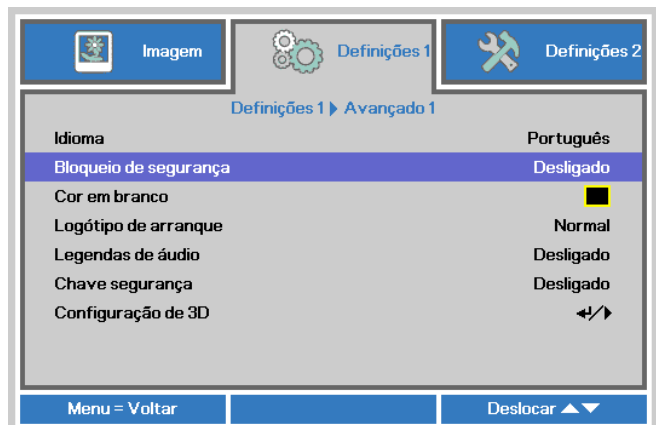 Imagem
Definições 1
Definições 2
Definições 1 Avançado 1
Idioma Português
Bloqueio de segurança Desligado
Cor em branco
Logótipo de arranque Normal
Legendas de áudio Desligado
Chave segurança Desligado
Configuração de 3D ↵/▶
Menu = Voltar
Deslocar ▲▼